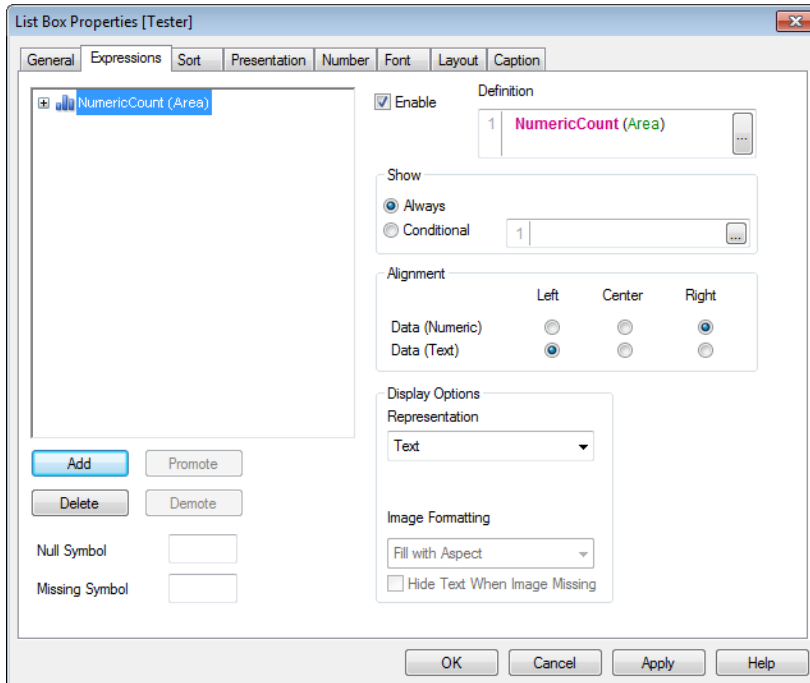 List Box Properties [Tester]
General Expressions Sort Presentation Number Font Layout Caption
NumericCount (Area)
Enable
Definition
1 NumericCount (Area)
...
Show
Always
Conditional
1
...
Alignment
Left Center Right
Data (Numeric)
Data (Text)
Display Options
Representation
Text
Add Promote
Delete Demote
Image Formatting
Null Symbol
Fill with Aspect
Missing Symbol
Hide Text When Image Missing
OK Cancel Apply Help